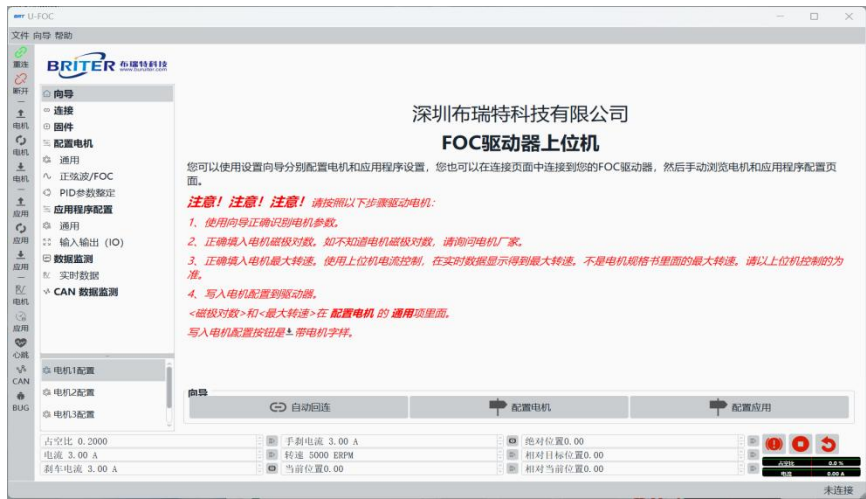 BRT U-FOC
文件 向导 帮助
重连
断开
电机
电机
电机
应用
应用
应用
电机
应用
心跳
CAN
BUG
BRITER 布瑞特科技
www.buruiter.com
向导
连接
固件
配置电机
通用
正弦波/FOC
PID参数整定
应用程序配置
通用
输入输出（IO）
数据监测
实时数据
CAN 数据监测
电机1配置
电机2配置
电机3配置
深圳布瑞特科技有限公司
FOC驱动器上位机
您可以使用设置向导分别配置电机和应用程序设置，您也可以在连接页面中连接到您的FOC驱动器，然后手动浏览电机和应用程序配置页
面。
注意！注意！注意！请按照以下步骤驱动电机：
1、使用向导正确识别电机参数。
2、正确填入电机磁极对数。如不知道电机磁极对数，请询问电机厂家。
3、正确填入电机最大转速。使用上位机电流控制，在实时数据显示得到最大转速。不是电机规格书里面的最大转速。请以上位机控制的为
准。
4、写入电机配置到驱动器。
<磁极对数>和<最大转速>在 配置电机 的 通用项里面。
写入电机配置按钮是带电机字样。
向导
自动回连 配置电机 配置应用
占空比 0.2000 手刹电流 3.00 A 绝对位置0.00
电流 3.00 A 转速 5000 ERPM 相对目标位置0.00
刹车电流 3.00 A 当前位置0.00 相对当前位置0.00
占空比 0.0 %
电流 0.00 A
未连接